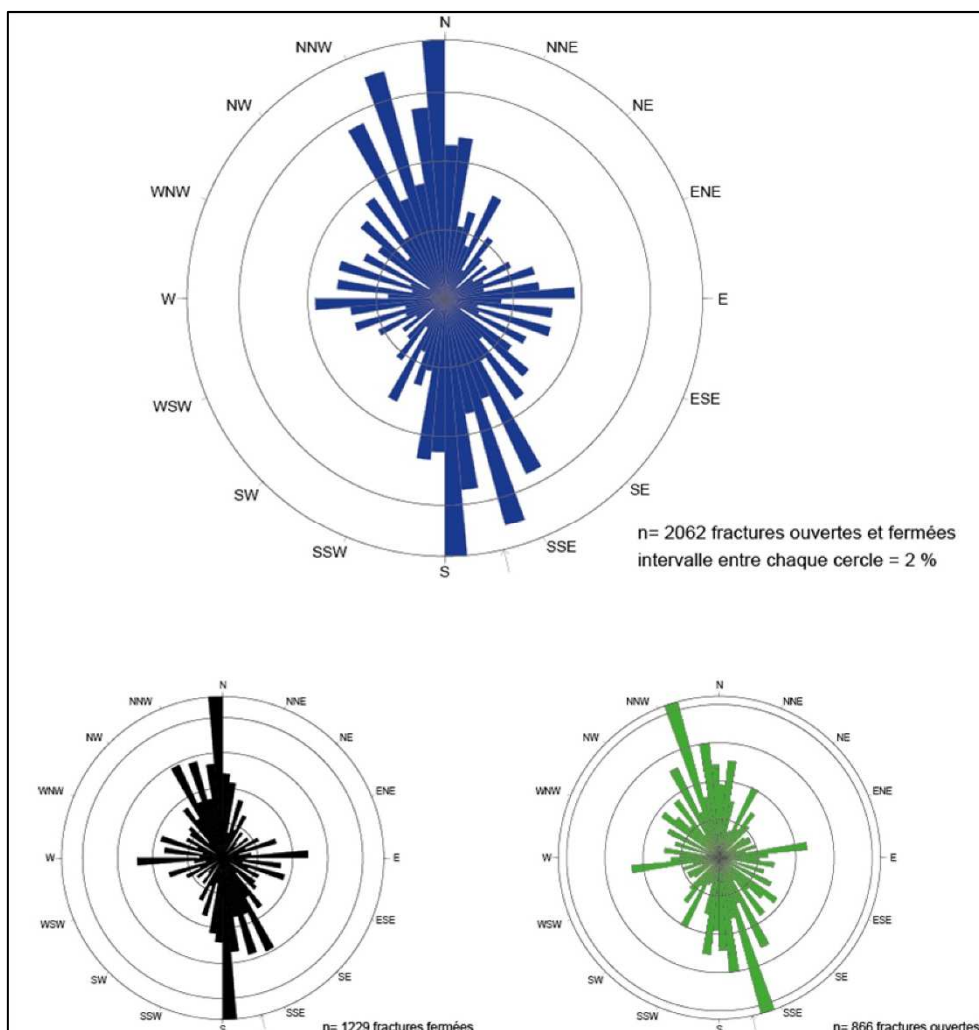 N
NNW NNE
NW NE
WNW ENE
W E
WSW ESE
SW SE
SSW SSE
S
n= 2062 fractures ouvertes et fermées
intervalle entre chaque cercle = 2 %
N
NNW NNE
NW NE
WNW ENE
W E
WSW ESE
SW SE
SSW SSE
S
n= 1229 fractures fermées
N
NNW NNE
NW NE
WNW ENE
W E
WSW ESE
SW SE
SSW SSE
S
n= 866 fractures ouvedes